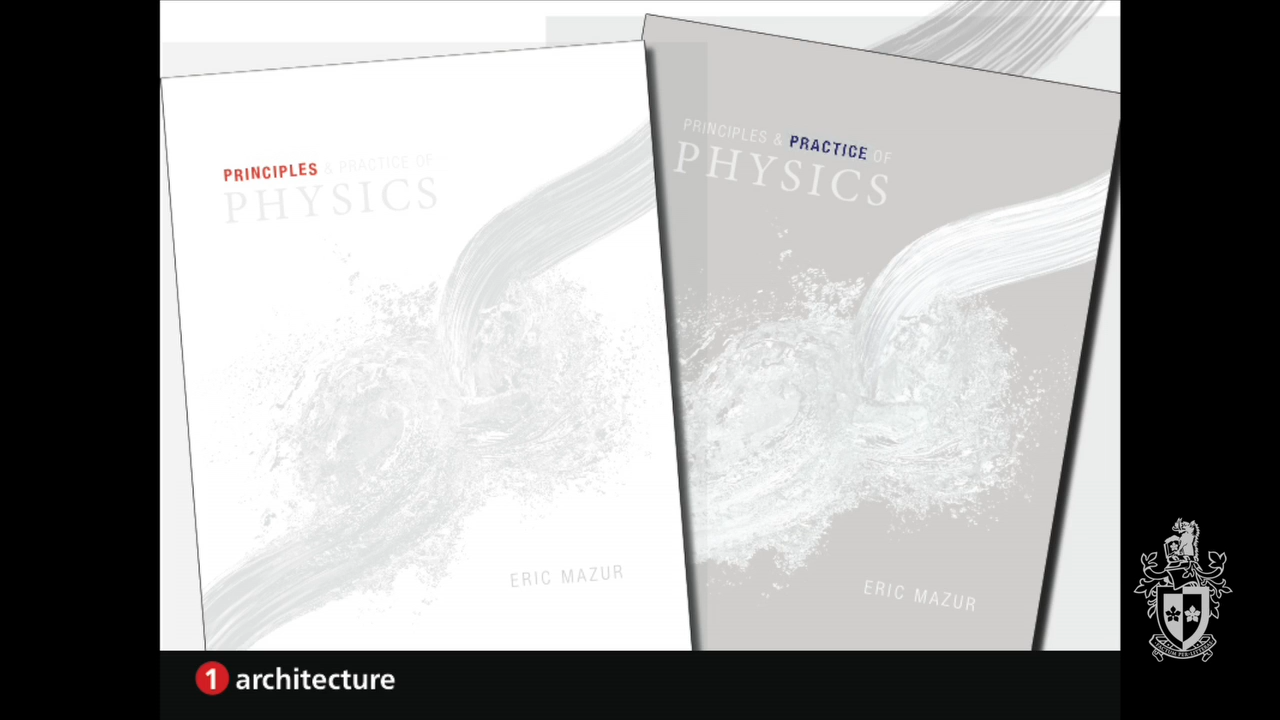 PRINCIPLES & PRACTICE OF
PHYSICS
ERIC MAZUR
PRINCIPLES & PRACTICE OF
PHYSICS
ERIC MAZUR
1 architecture